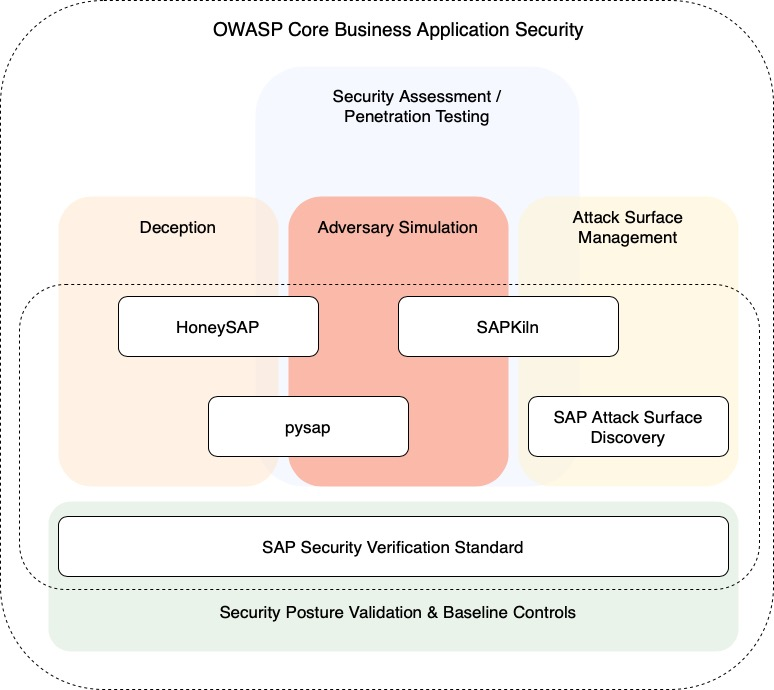 OWASP Core Business Application Security
Security Assessment /
Penetration Testing
Deception
Adversary Simulation
Attack Surface
Management
HoneySAP
SAPKiln
pysap
SAP Attack Surface
Discovery
SAP Security Verification Standard
Security Posture Validation & Baseline Controls